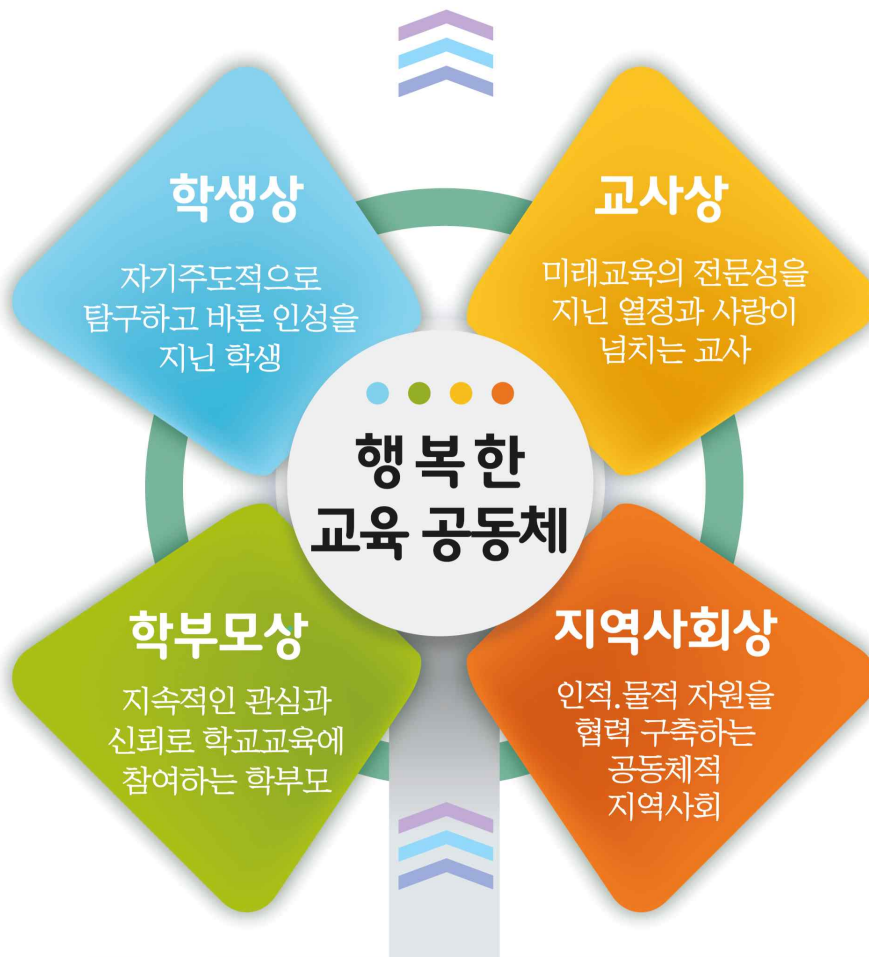 학생상
자기주도적으로
탐구하고 바른 인성을
지닌 학생
교사상
미래교육의 전문성을
지닌 열정과 사랑이
넘치는 교사
행복한
교육 공동체
학부모상
지속적인 관심과
신뢰로 학교교육에
참여하는 학부모
지역사회상
인적.물적 자원을
협력 구축하는
공동체적
지역사회